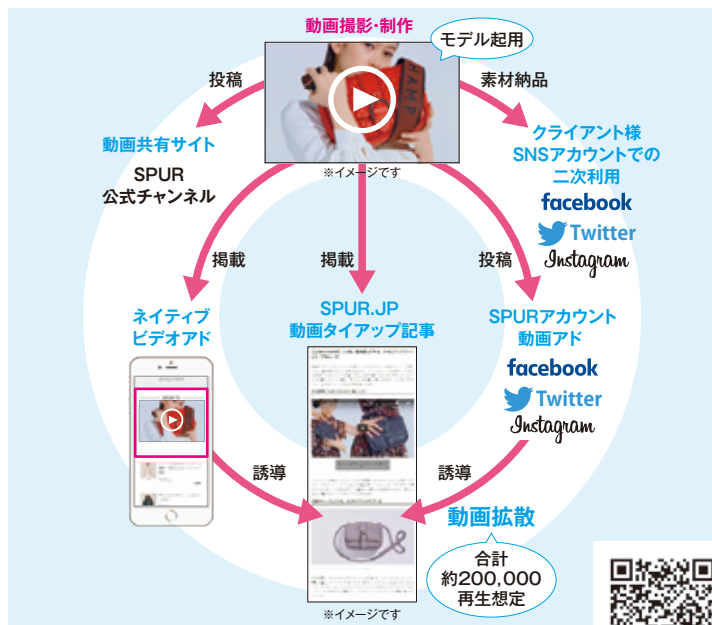 動画撮影・制作
モデル起用
投稿
素材納品
動画共有サイト
SPUR
公式チャンネル
※イメージです
クライアント様
SNSアカウントでの
二次利用
facebook
Twitter
Instagram
掲載
掲載
投稿
ネイティブ
ビデオアド
SPUR.JP
動画タイアップ記事
SPURアカウント
動画アド
facebook
Twitter
Instagram
誘導
誘導
動画拡散
合計
約200,000
再生想定
※イメージです